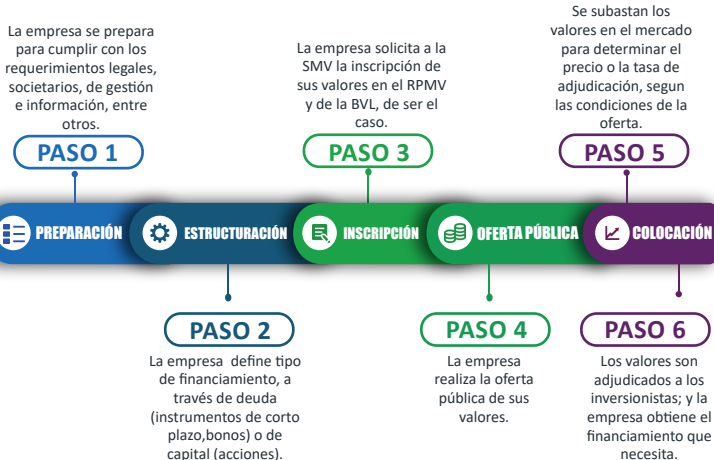 La empresa se prepara
para cumplir con los
requerimientos legales,
societarios, de gestión
e información, entre
otros.
PASO 1
La empresa solicita a la
SMV la inscripción de
sus valores en el RPMV
y de la BVL, de ser el
caso.
PASO 3
Se subastan los
valores en el mercado
para determinar el
precio o la tasa de
adjudicación, segun
las condiciones de la
oferta.
PASO 5
PREPARACIÓN
ESTRUCTURACIÓN
INSCRIPCIÓN
OFERTA PÚBLICA
COLOCACIÓN
PASO 2
La empresa define tipo
de financiamiento, a
través de deuda
(instrumentos de corto
plazo,bonos) o de
capital (acciones).
PASO 4
La empresa
realiza la oferta
pública de sus
valores.
PASO 6
Los valores son
adjudicados a los
inversionistas; y la
empresa obtiene el
financiamiento que
necesita.